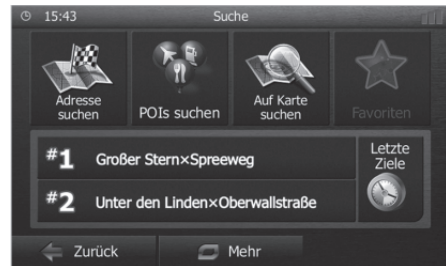 15:43
Suche
Adresse
suchen
POIs suchen
Auf Karte
suchen
Favoriten
#1 Großer Stern×Spreeweg
#2 Unter den Linden×Oberwallstraße
Letzte
Ziele
Zurück
Mehr